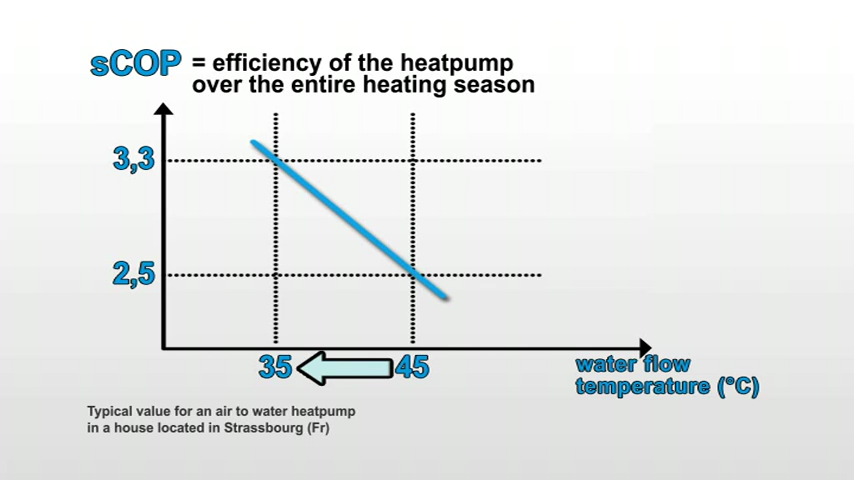 sCOP = efficiency of the heatpump
over the entire heating season
3,3
2,5
35 45
water flow
temperature (°C)
Typical value for an air to water heatpump
in a house located in Strassbourg (Fr)